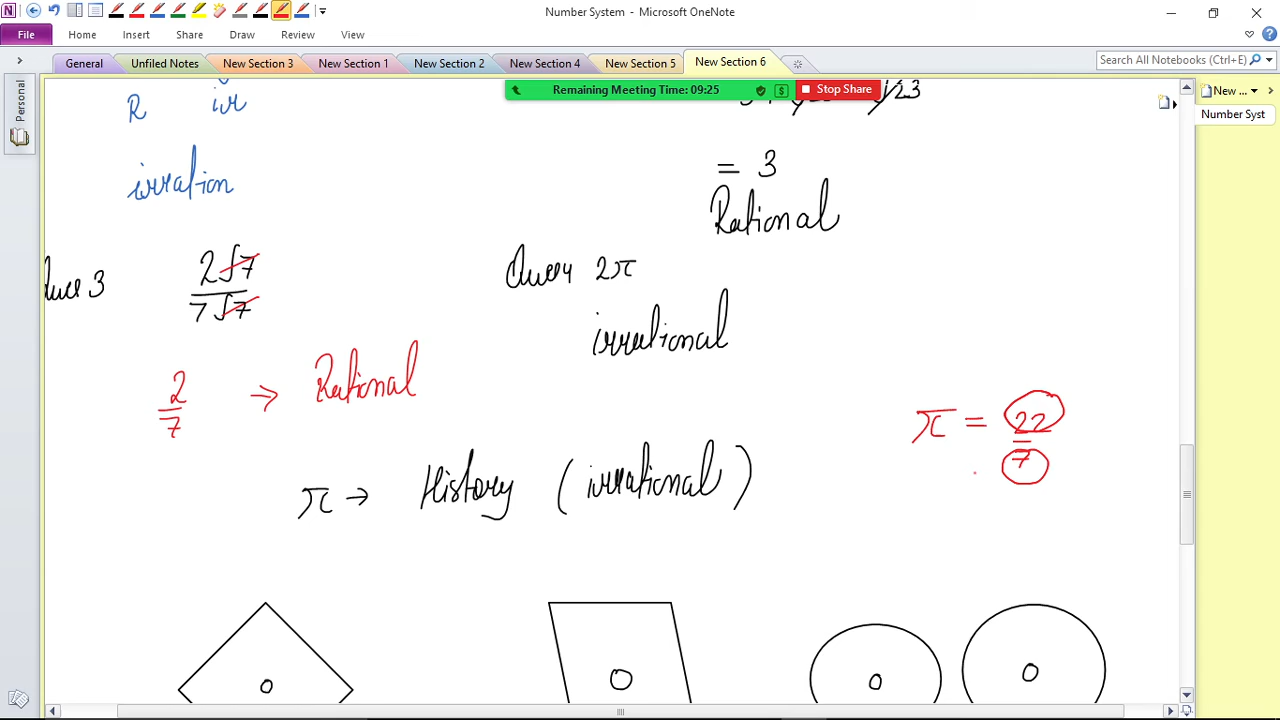 Number System - Microsoft OneNote
File Home Insert Share Draw Review View
General Unfiled Notes New Section 3 New Section 1 New Section 2 New Section 4 New Section 5 New Section 6
Search All Notebooks (Ctrl+E)
Remaining Meeting Time: 09:25 Stop Share
New ...
Number Syst
Personal
R ir
irration
= 3
Rational
3 2√7
7√7
2π
irrational
2/7 → Rational
π = 22/7
π → History (irrational)